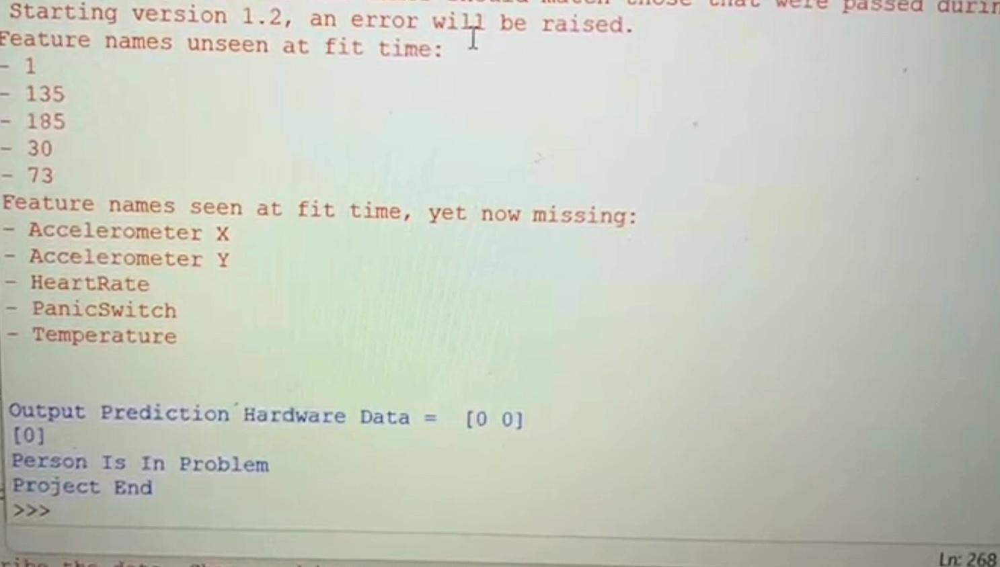 should match those that were passed durin
Starting version 1.2, an error will be raised.
Feature names unseen at fit time:
- 1
- 135
- 185
- 30
- 73
Feature names seen at fit time, yet now missing:
- Accelerometer X
- Accelerometer Y
- HeartRate
- PanicSwitch
- Temperature
Output Prediction Hardware Data =  [0 0]
[0]
Person Is In Problem
Project End
>>>
Ln: 268
the data.